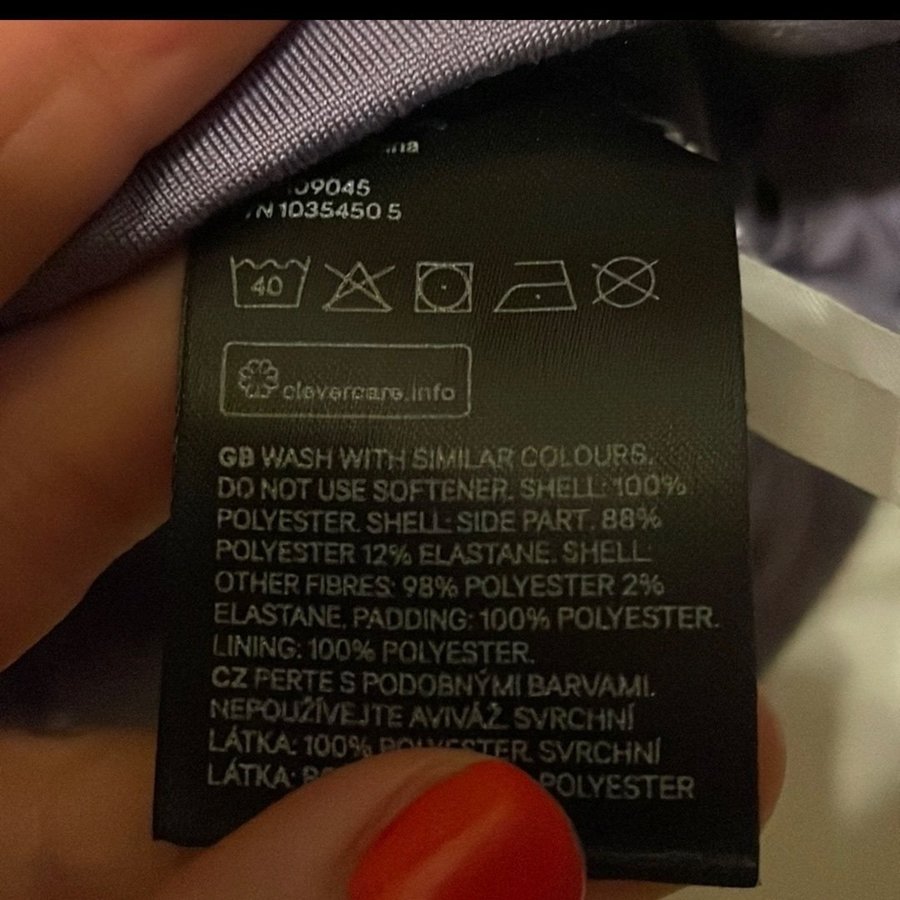 09045
N 1035450 5
40
clevercare.info
GB WASH WITH SIMILAR COLOURS.
DO NOT USE SOFTENER. SHELL: 100%
POLYESTER. SHELL: SIDE PART. 88%
POLYESTER 12% ELASTANE. SHELL:
OTHER FIBRES: 98% POLYESTER 2%
ELASTANE. PADDING: 100% POLYESTER.
LINING: 100% POLYESTER.
CZ PERTE S PODOBNÝMI BARVAMI.
NEPOUŽÍVEJTE AVIVÁŽ. SVRCHNÍ
LÁTKA: 100% POLYESTER. SVRCHNÍ
LÁTKA: POLYESTER